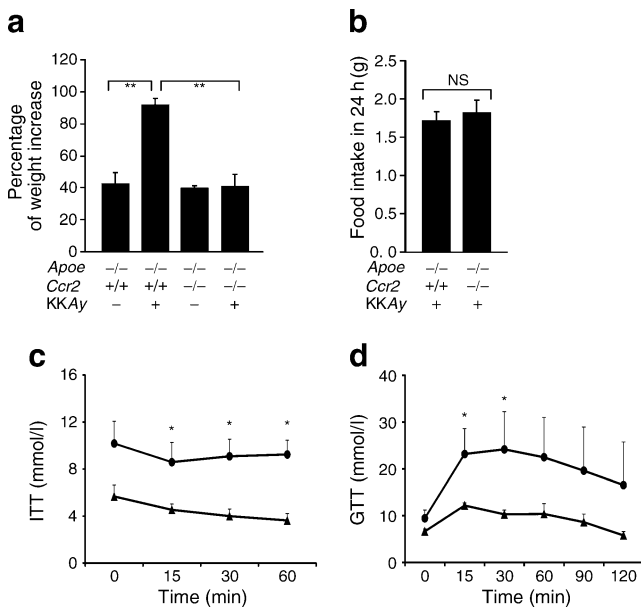 a
Percentage
of weight increase
120
100
80
60
40
20
0
**
**
Apoe −/− −/− −/− −/−
Ccr2 +/+ +/+ −/− −/−
KKAy − + − +
b
Food intake in 24 h (g)
2.5
2.0
1.5
1.0
0.5
0. 0
NS
Apoe −/− −/−
Ccr2 +/+ −/−
KKAy + +
c
ITT (mmol/l)
16
12
8
4
0
* * *
0 15 30 60
Time (min)
d
GTT (mmol/l)
40
30
20
10
0
* *
0 15 30 60 90 120
Time (min)